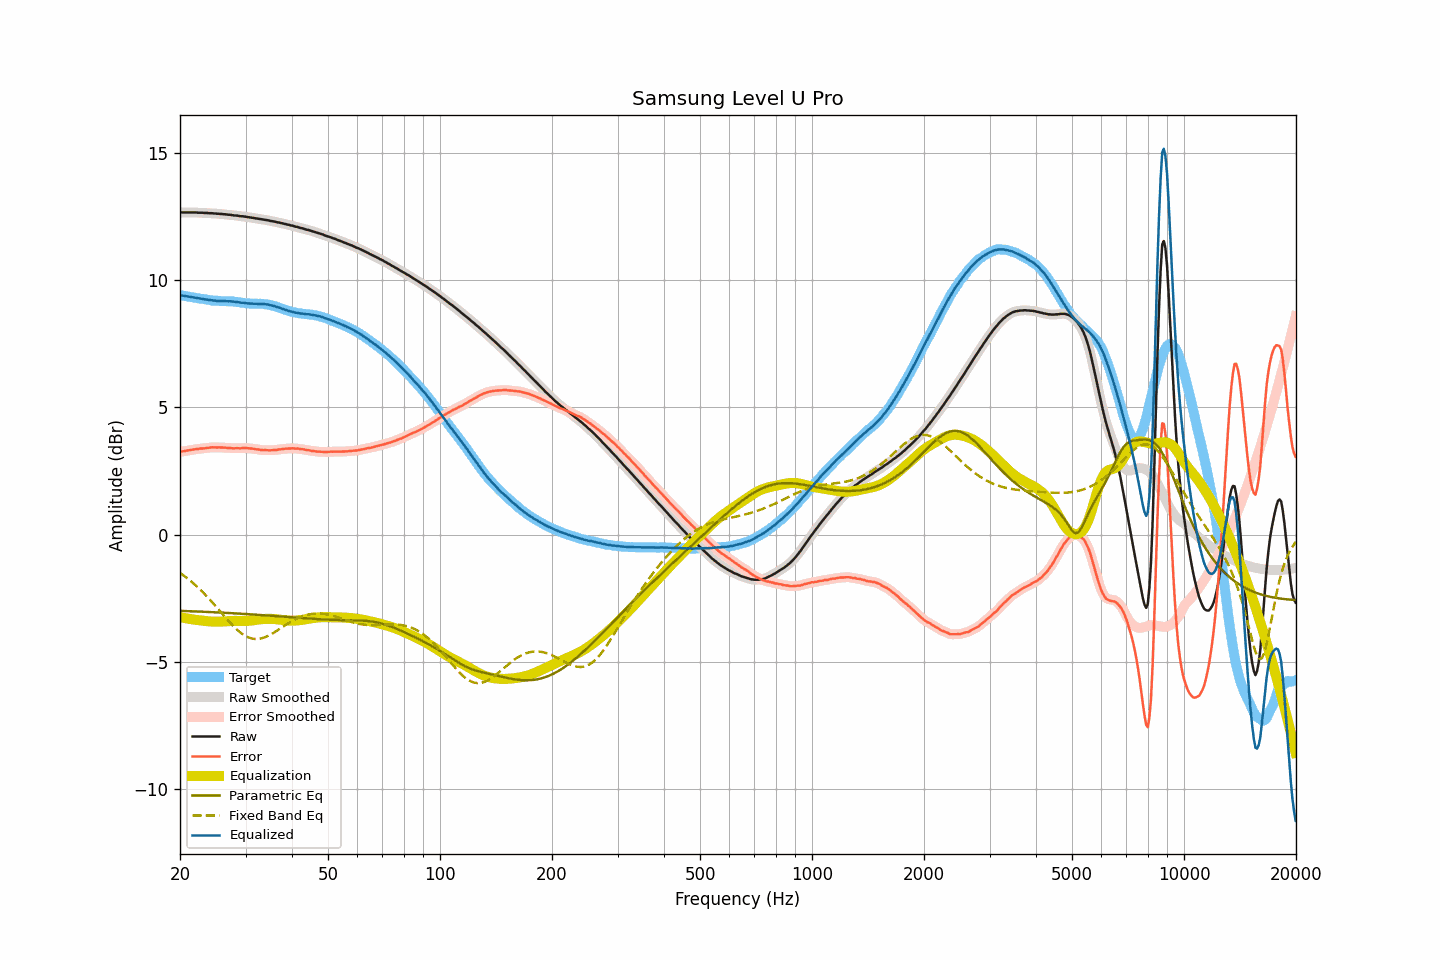 Samsung Level U Pro
Amplitude (dBr)
15
10
5
0
−5
−10
Target
Raw Smoothed
Error Smoothed
Raw
Error
Equalization
Parametric Eq
Fixed Band Eq
Equalized
20 50 100 200 500 1000 2000 5000 10000 20000
Frequency (Hz)